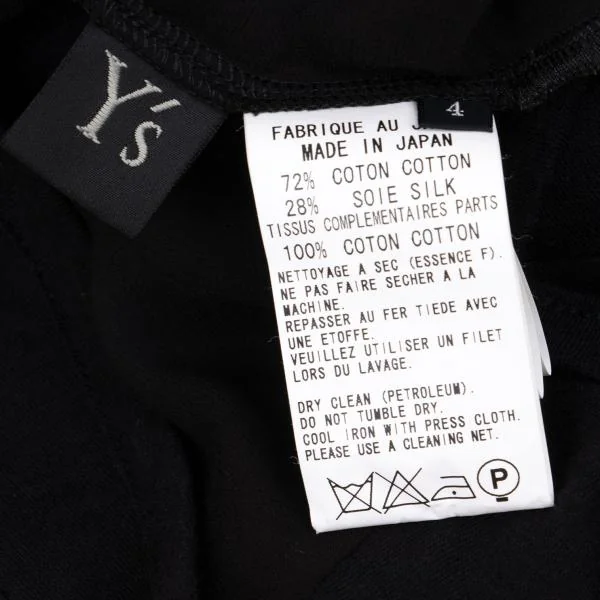 Y's
4
FABRIQUE AU
MADE IN JAPAN
72% COTON COTTON
28% SOIE SILK
TISSUS COMPLEMENTAIRES PARTS
100% COTON COTTON
NETTOYAGE A SEC (ESSENCE F).
NE PAS FAIRE SECHER A LA
MACHINE.
REPASSER AU FER TIEDE AVEC
UNE ETOFFE.
VEUILLEZ UTILISER UN FILET
LORS DU LAVAGE.
DRY CLEAN (PETROLEUM).
DO NOT TUMBLE DRY.
COOL IRON WITH PRESS CLOTH.
PLEASE USE A CLEANING NET.
P